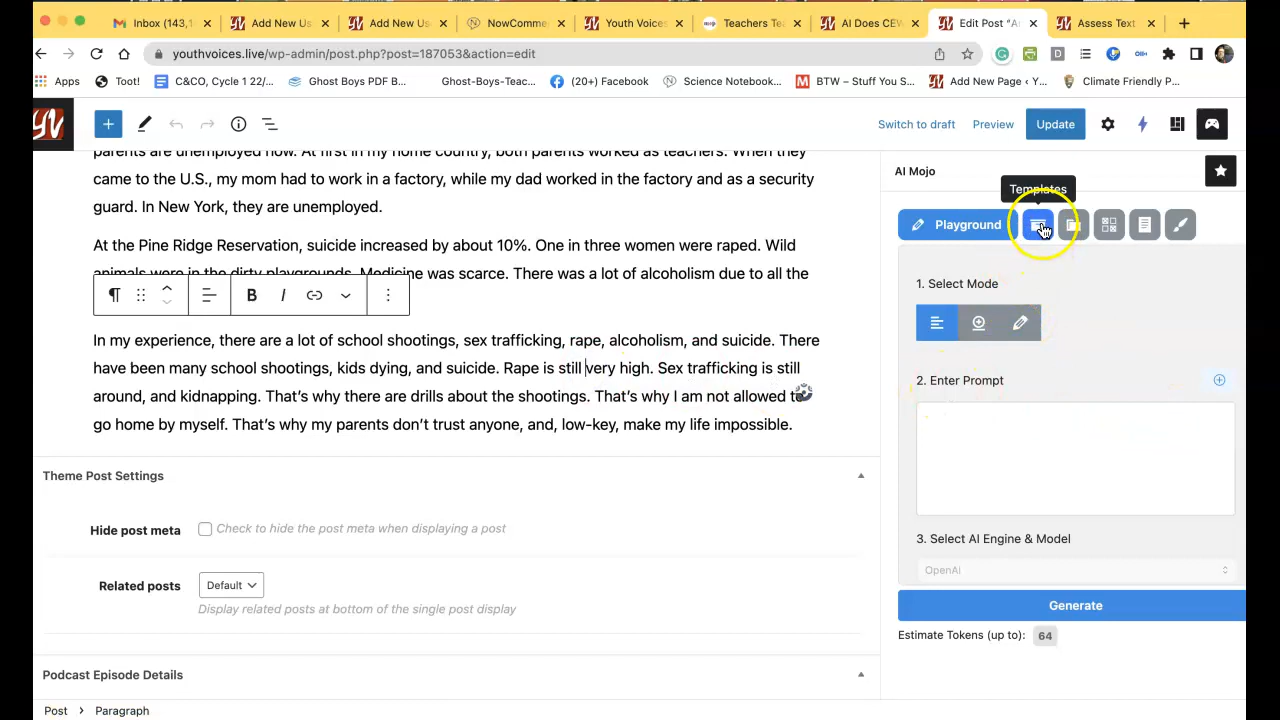 Inbox (143,1
Add New Us
Add New Us
NowComme
Youth Voices
Teachers Tea
AI Does CEW
Edit Post "A
Assess Text
youthvoices.live/wp-admin/post.php?post=187053&action=edit
Apps
Toot!
C&CO, Cycle 1 22/...
Ghost Boys PDF B...
Ghost-Boys-Teac...
(20+) Facebook
Science Notebook...
BTW – Stuff You S...
Add New Page ‹ Y...
Climate Friendly P...
Switch to draft
Preview
Update
parents are unemployed now. At first in my home country, both parents worked as teachers. When they
came to the U.S., my mom had to work in a factory, while my dad worked in the factory and as a security
guard. In New York, they are unemployed.
At the Pine Ridge Reservation, suicide increased by about 10%. One in three women were raped. Wild
animals were in the dirty playgrounds. Medicine was scarce. There was a lot of alcoholism due to all the
B I
In my experience, there are a lot of school shootings, sex trafficking, rape, alcoholism, and suicide. There
have been many school shootings, kids dying, and suicide. Rape is still very high. Sex trafficking is still
around, and kidnapping. That's why there are drills about the shootings. That's why I am not allowed to
go home by myself. That's why my parents don't trust anyone, and, low-key, make my life impossible.
Theme Post Settings
Hide post meta
Check to hide the post meta when displaying a post
Related posts
Default
Display related posts at bottom of the single post display
Podcast Episode Details
Post › Paragraph
AI Mojo
Templates
Playground
1. Select Mode
2. Enter Prompt
3. Select AI Engine & Model
OpenAi
Generate
Estimate Tokens (up to): 64